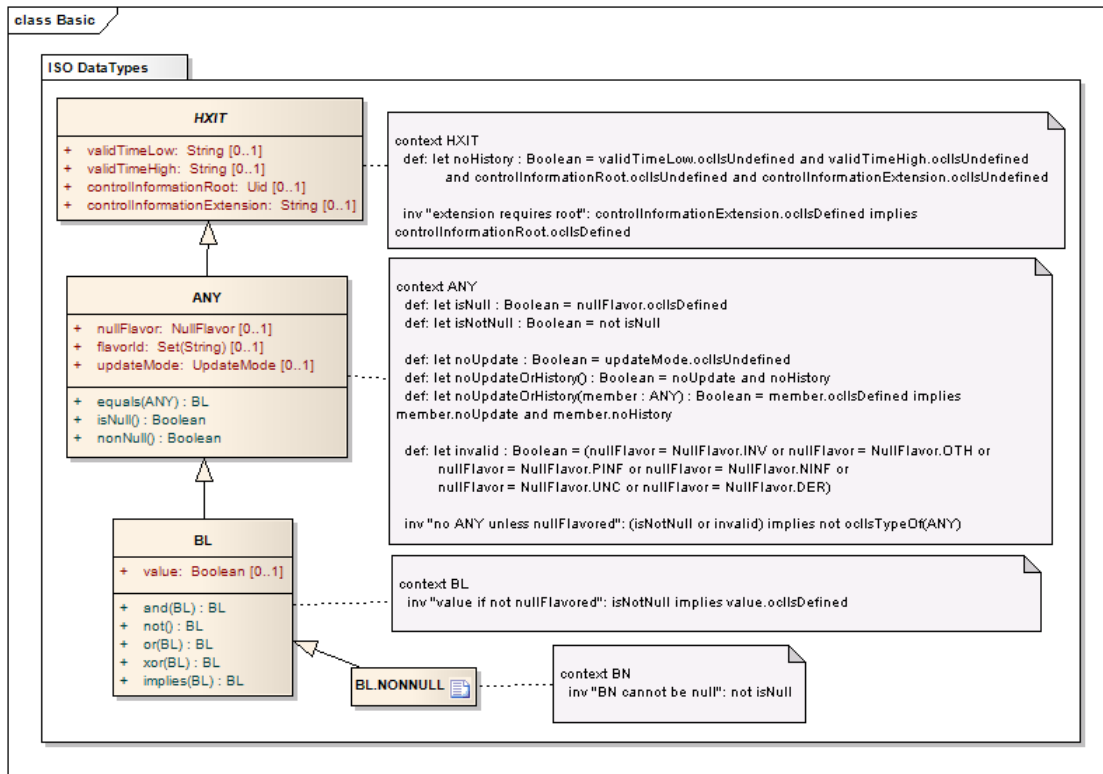 class Basic
ISO DataTypes
HXIT
+ validTimeLow: String [0..1]
+ validTimeHigh: String [0..1]
+ controlInformationRoot: Uid [0..1]
+ controlInformationExtension: String [0..1]
context HXIT
def: let noHistory : Boolean = validTimeLow.oclIsUndefined and validTimeHigh.oclIsUndefined
and controlInformationRoot.oclIsUndefined and controlInformationExtension.oclIsUndefined
inv "extension requires root": controlInformationExtension.oclIsDefined implies
controlInformationRoot.oclIsDefined
ANY
+ nullFlavor: NullFlavor [0..1]
+ flavorId: Set(String) [0..1]
+ updateMode: UpdateMode [0..1]
+ equals(ANY) : BL
+ isNull() : Boolean
+ nonNull() : Boolean
context ANY
def: let isNull : Boolean = nullFlavor.oclIsDefined
def: let isNotNull : Boolean = not isNull
def: let noUpdate : Boolean = updateMode.oclIsUndefined
def: let noUpdateOrHistory() : Boolean = noUpdate and noHistory
def: let noUpdateOrHistory(member : ANY) : Boolean = member.oclIsDefined implies
member.noUpdate and member.noHistory
def: let invalid : Boolean = (nullFlavor = NullFlavor.INV or nullFlavor = NullFlavor.OTH or
nullFlavor = NullFlavor.PINF or nullFlavor = NullFlavor.NINF or
nullFlavor = NullFlavor.UNC or nullFlavor = NullFlavor.DER)
inv "no ANY unless nullFlavored": (isNotNull or invalid) implies not oclIsTypeOf(ANY)
BL
+ value: Boolean [0..1]
+ and(BL) : BL
+ not() : BL
+ or(BL) : BL
+ xor(BL) : BL
+ implies(BL) : BL
context BL
inv "value if not nullFlavored": isNotNull implies value.oclIsDefined
BL.NONNULL
context BN
inv "BN cannot be null": not isNull